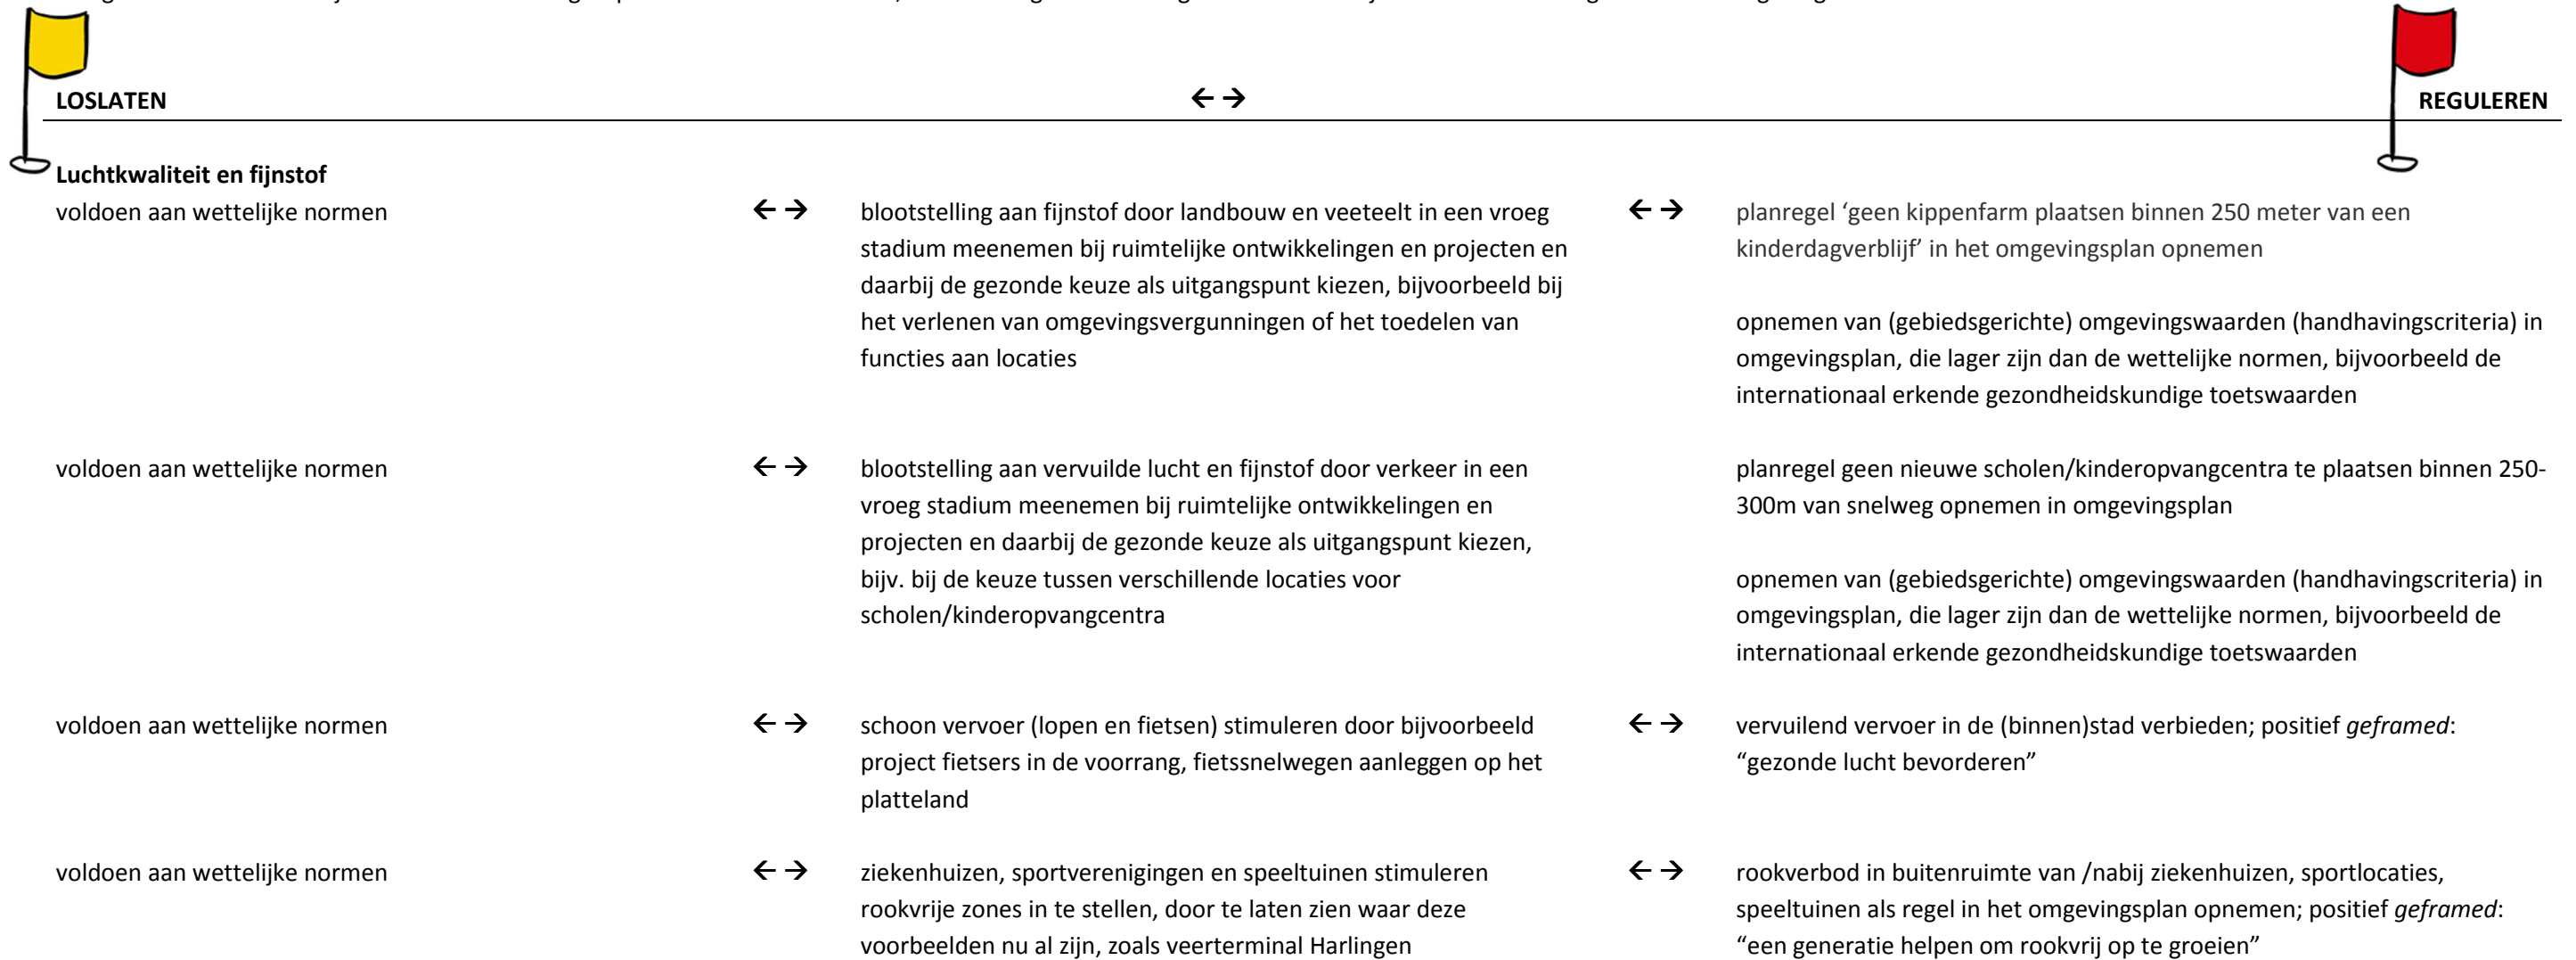 LOSLATEN ← → REGULEREN
Luchtkwaliteit en fijnstof
voldoen aan wettelijke normen
← →
blootstelling aan fijnstof door landbouw en veeteelt in een vroeg
stadium meenemen bij ruimtelijke ontwikkelingen en projecten en
daarbij de gezonde keuze als uitgangspunt kiezen, bijvoorbeeld bij
het verlenen van omgevingsvergunningen of het toedelen van
functies aan locaties
← →
planregel ‘geen kippenfarm plaatsen binnen 250 meter van een
kinderdagverblijf’ in het omgevingsplan opnemen
opnemen van (gebiedsgerichte) omgevingswaarden (handhavingscriteria) in
omgevingsplan, die lager zijn dan de wettelijke normen, bijvoorbeeld de
internationaal erkende gezondheidskundige toetswaarden
voldoen aan wettelijke normen
← →
blootstelling aan vervuilde lucht en fijnstof door verkeer in een
vroeg stadium meenemen bij ruimtelijke ontwikkelingen en
projecten en daarbij de gezonde keuze als uitgangspunt kiezen,
bijv. bij de keuze tussen verschillende locaties voor
scholen/kinderopvangcentra
planregel geen nieuwe scholen/kinderopvangcentra te plaatsen binnen 250-
300m van snelweg opnemen in omgevingsplan
opnemen van (gebiedsgerichte) omgevingswaarden (handhavingscriteria) in
omgevingsplan, die lager zijn dan de wettelijke normen, bijvoorbeeld de
internationaal erkende gezondheidskundige toetswaarden
voldoen aan wettelijke normen
← →
schoon vervoer (lopen en fietsen) stimuleren door bijvoorbeeld
project fietsers in de voorrang, fietssnelwegen aanleggen op het
platteland
← →
vervuilend vervoer in de (binnen)stad verbieden; positief geframed:
“gezonde lucht bevorderen”
voldoen aan wettelijke normen
← →
ziekenhuizen, sportverenigingen en speeltuinen stimuleren
rookvrije zones in te stellen, door te laten zien waar deze
voorbeelden nu al zijn, zoals veerterminal Harlingen
← →
rookverbod in buitenruimte van /nabij ziekenhuizen, sportlocaties,
speeltuinen als regel in het omgevingsplan opnemen; positief geframed:
“een generatie helpen om rookvrij op te groeien”